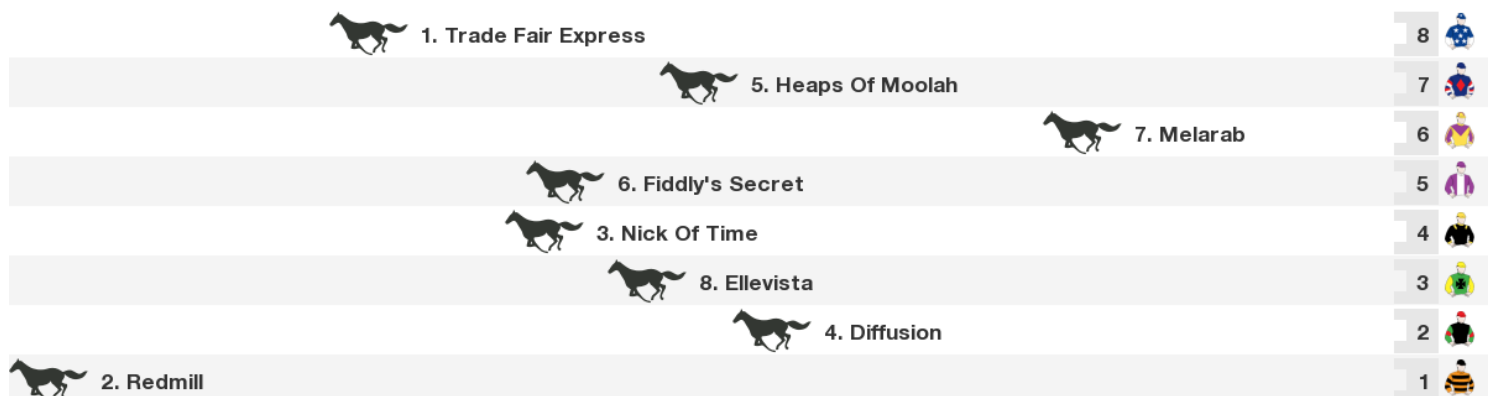 1. Trade Fair Express 8
5. Heaps Of Moolah 7
7. Melarab 6
6. Fiddly's Secret 5
3. Nick Of Time 4
8. Ellevista 3
4. Diffusion 2
2. Redmill 1